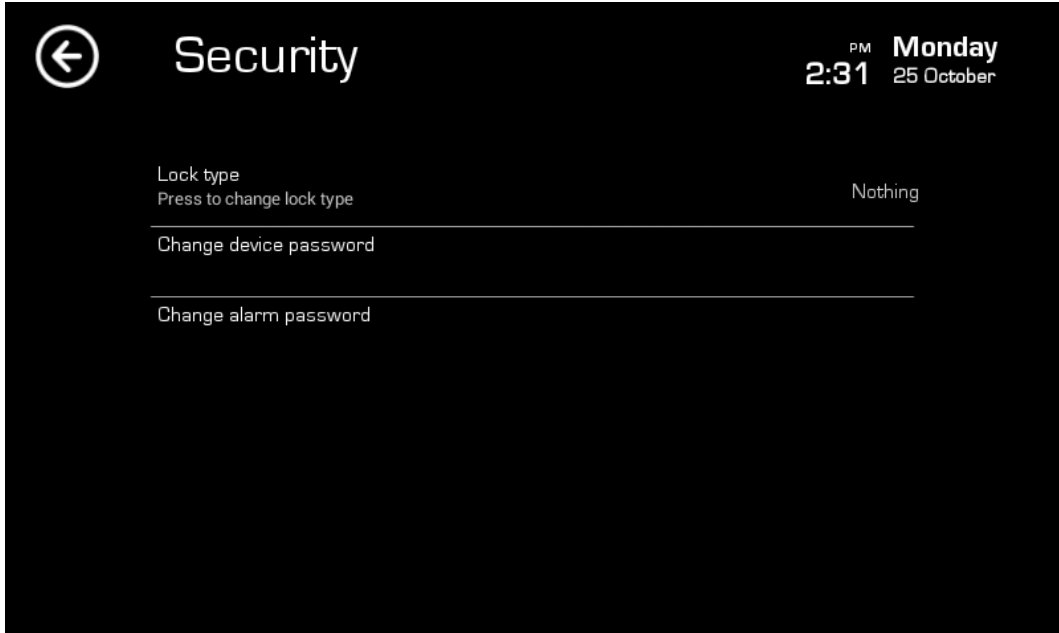 Security
PM
2:31
Monday
25 October
Lock type
Press to change lock type
Nothing
Change device password
Change alarm password